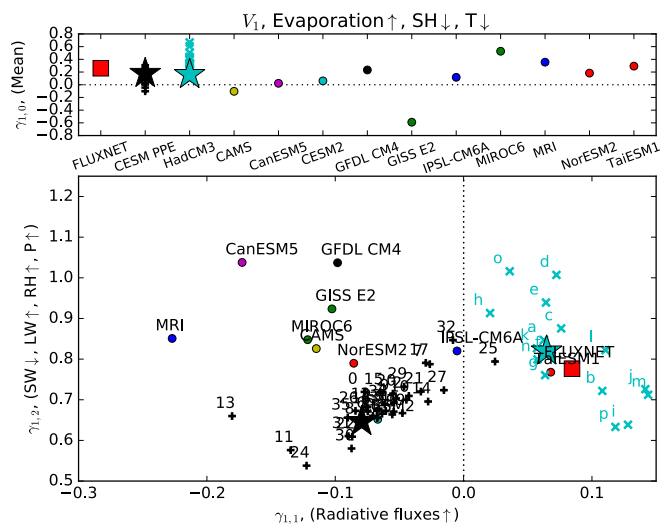 V₁, Evaporation↑, SH↓, T↓
0.8
0.6
0.4
0.2
0.0
−0.2
−0.4
−0.6
−0.8
γ₁,₀, (Mean)
FLUXNET
CESM PPE
HadCM3
CAMS
CanESM5
CESM2
GFDL CM4
GISS E2
IPSL-CM6A
MIROC6
MRI
NorESM2
TaiESM1
1.2
1.1
1.0
0.9
0.8
0.7
0.6
0.5
γ₁,₂, (SW↓, LW↑, RH↑, P↑)
CanESM5
GFDL CM4
GISS E2
MRI
MIROC6
CAMS
NorESM2
IPSL-CM6A
FLUXNET
TaiESM1
32
17
25
29
21
27
14
0
15
13
11
24
o
d
h
e
c
a
k
n
g
l
b
j
m
p
i
−0.3
−0.2
−0.1
0.0
0.1
γ₁,₁, (Radiative fluxes↑)